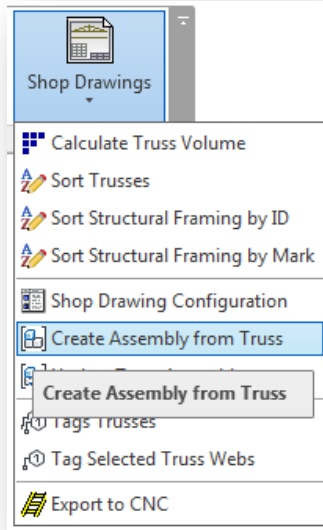 Shop Drawings
Calculate Truss Volume
Sort Trusses
Sort Structural Framing by ID
Sort Structural Framing by Mark
Shop Drawing Configuration
Create Assembly from Truss
Create Assembly from Truss
Tags Trusses
Tag Selected Truss Webs
Export to CNC